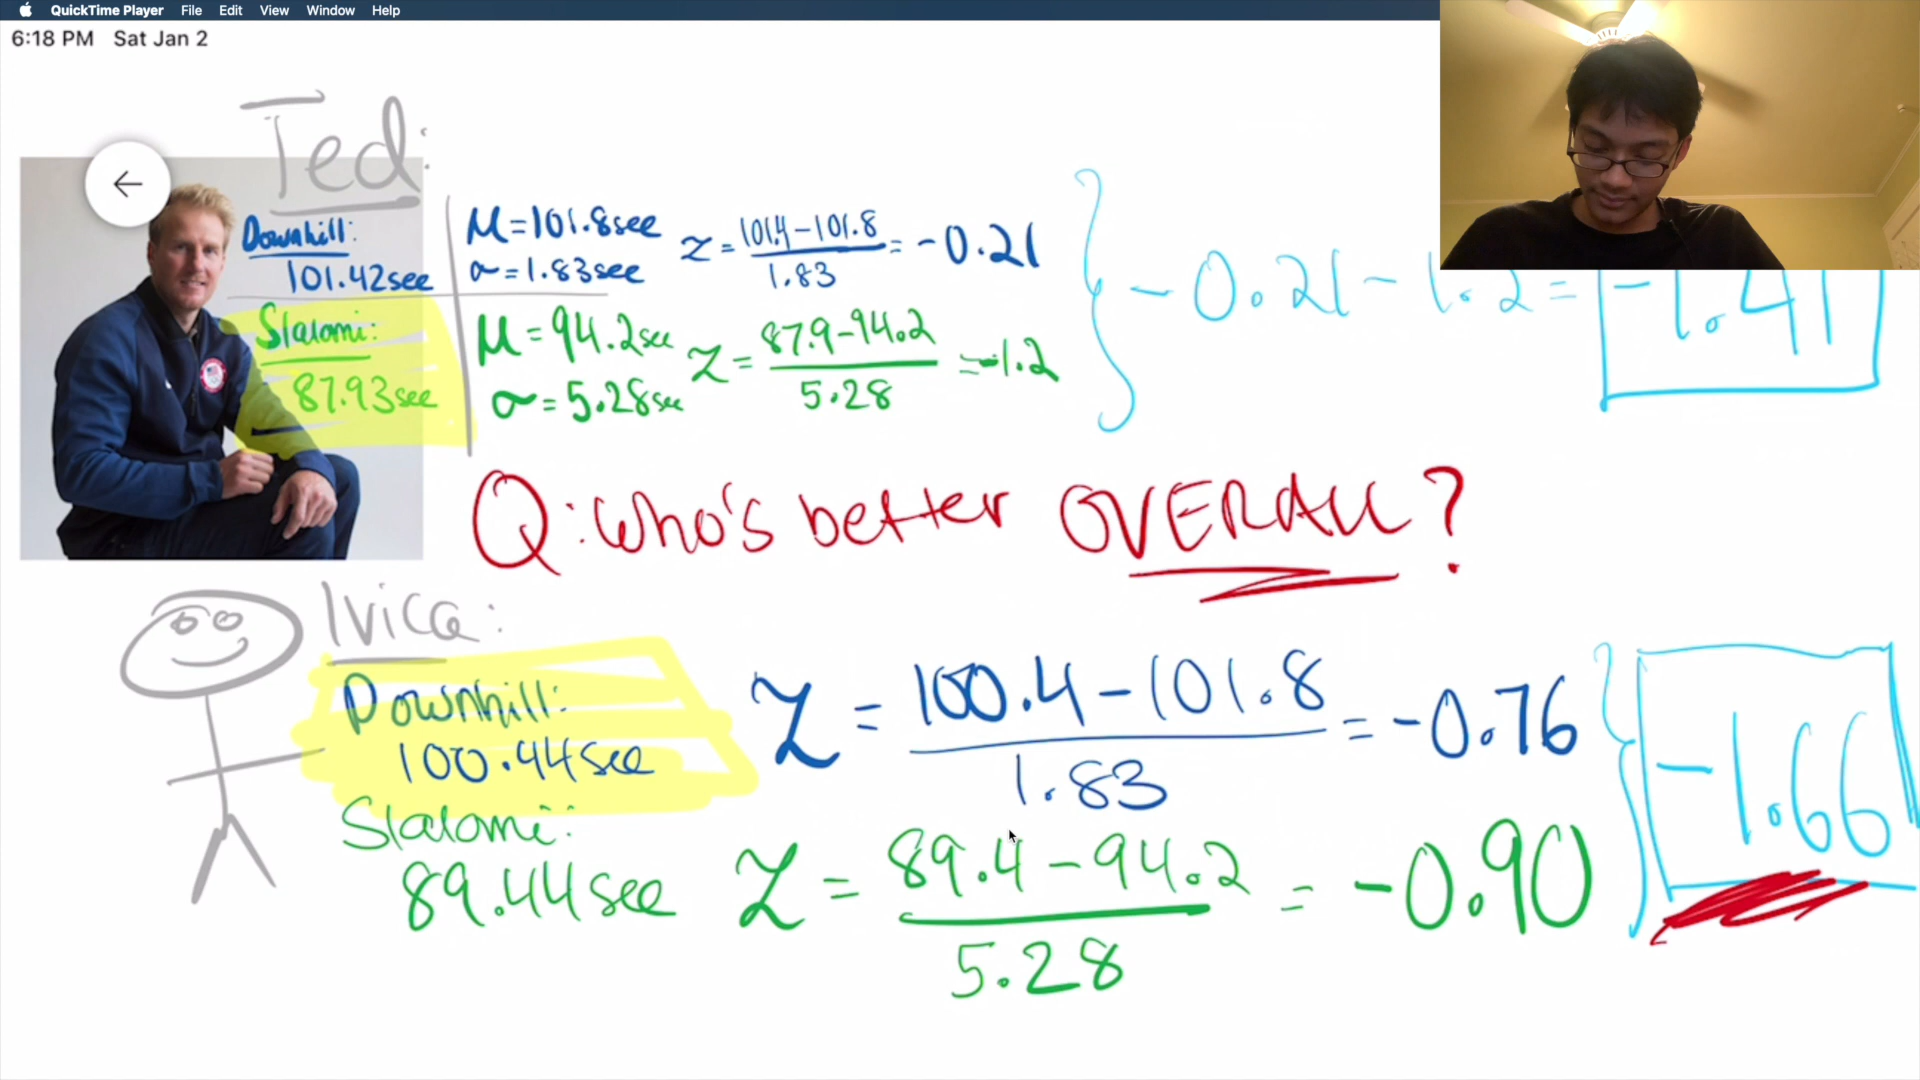 QuickTime Player File Edit View Window Help
6:18 PM Sat Jan 2
Ted:
Downhill:
101.42sec
μ=101.8sec
σ=1.83sec
z = 101.4-101.8 / 1.83 = -0.21
Slalom:
87.93sec
μ=94.2sec
σ=5.28sec
z = 87.9-94.2 / 5.28 = -1.2
-0.21-1.2= -1.41
Q: Who's better OVERALL?
Ivica:
Downhill:
100.44sec
z = 100.4-101.8 / 1.83 = -0.76
Slalom:
89.44sec
z = 89.4-94.2 / 5.28 = -0.90
-1.66